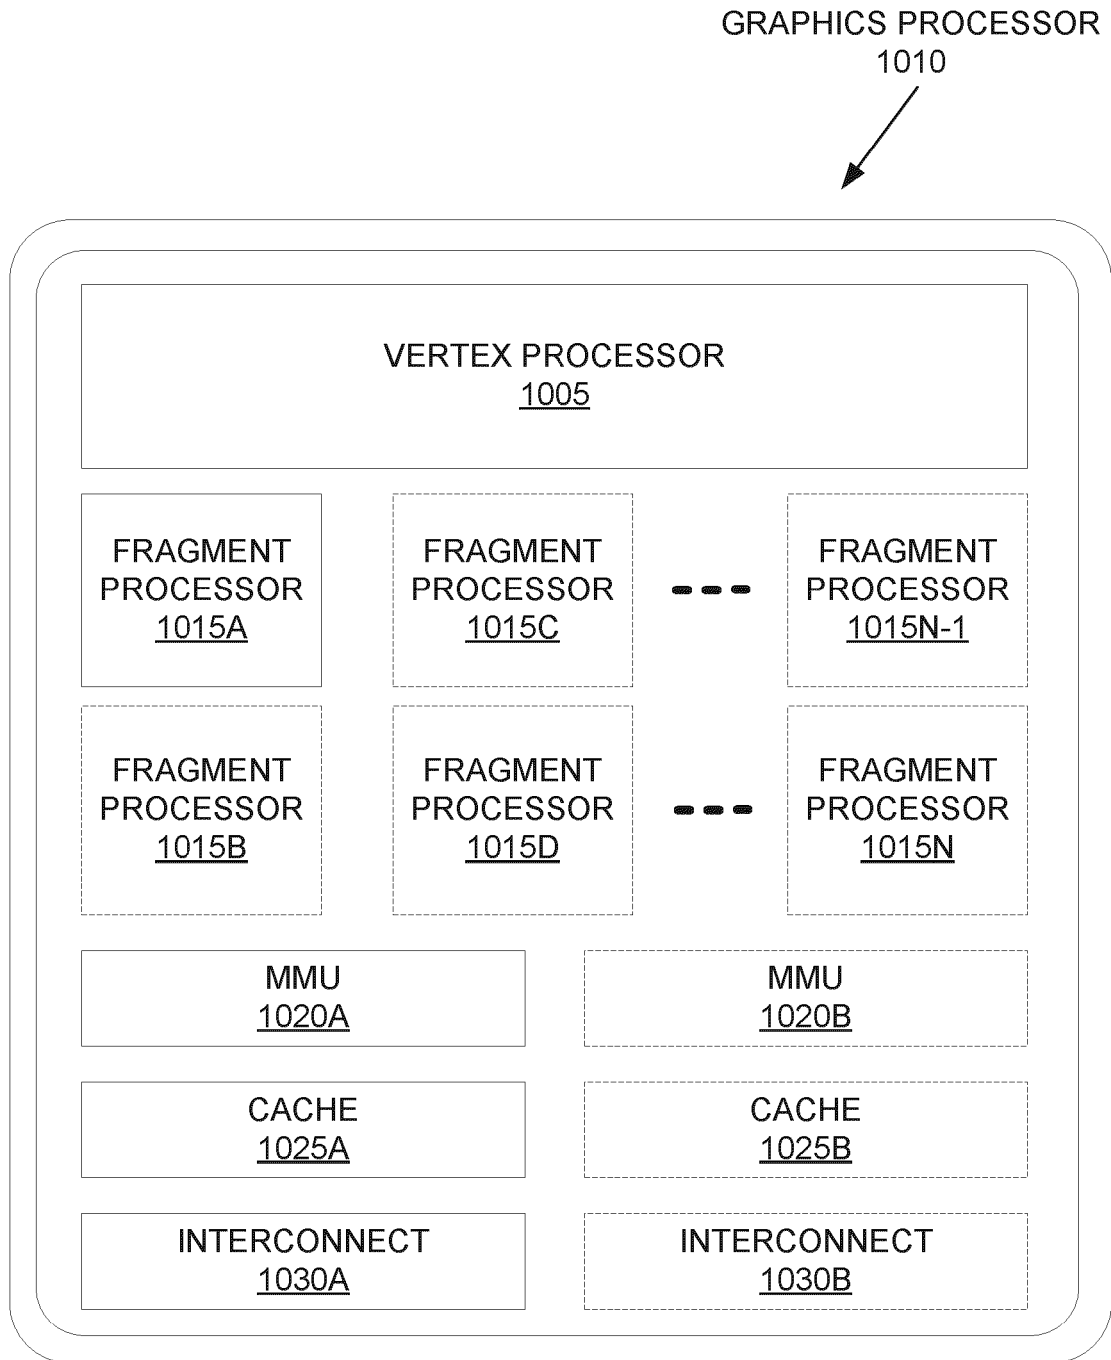 GRAPHICS PROCESSOR
1010
VERTEX PROCESSOR
1005
FRAGMENT
PROCESSOR
1015A
FRAGMENT
PROCESSOR
1015C
FRAGMENT
PROCESSOR
1015N-1
FRAGMENT
PROCESSOR
1015B
FRAGMENT
PROCESSOR
1015D
FRAGMENT
PROCESSOR
1015N
MMU
1020A
MMU
1020B
CACHE
1025A
CACHE
1025B
INTERCONNECT
1030A
INTERCONNECT
1030B